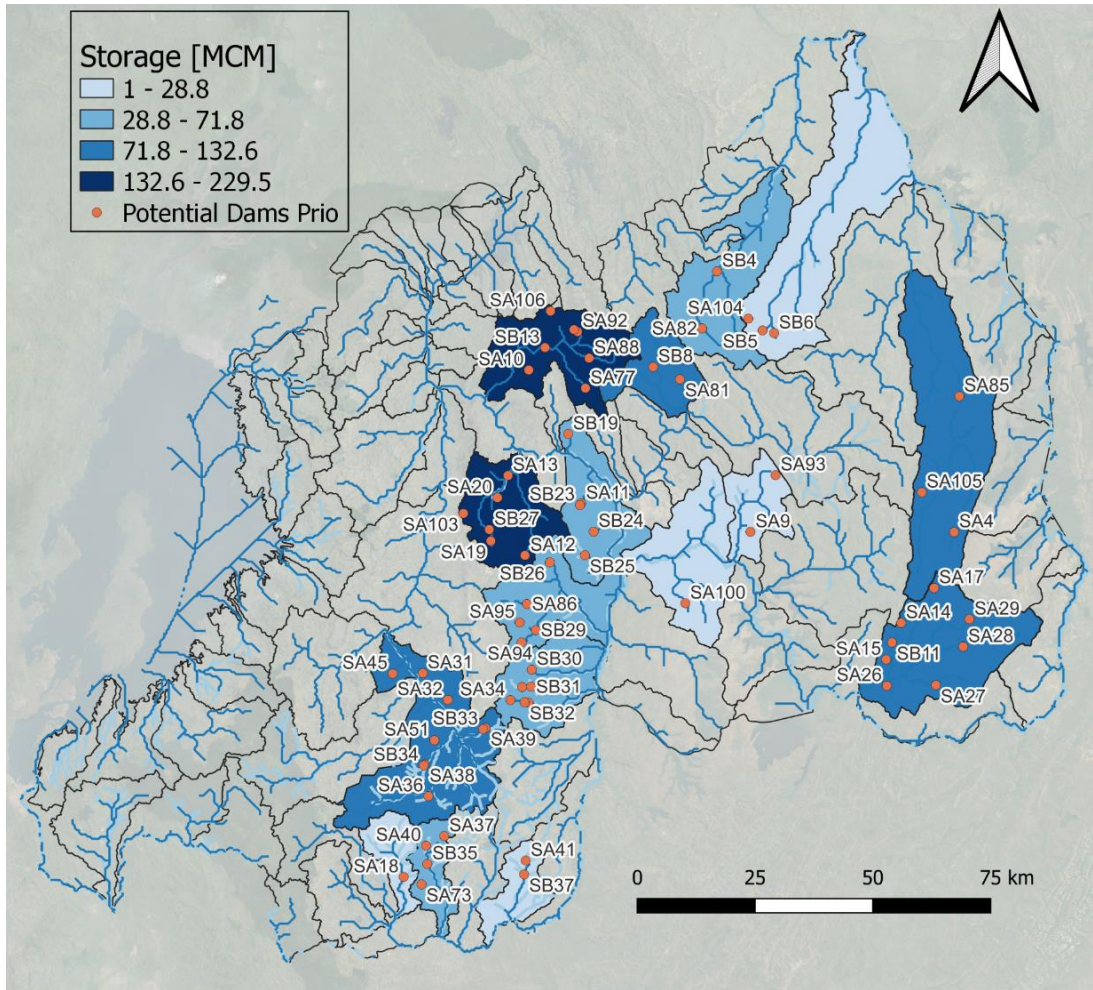 Storage [MCM]
1 - 28.8
28.8 - 71.8
71.8 - 132.6
132.6 - 229.5
Potential Dams Prio
SB4
SA106
SA104
SA92
SA82
SB6
SB13
SB5
SA88
SA10
SB8
SA77
SA81
SA85
SB19
SA13
SA93
SA20
SB23
SA11
SA105
SB27
SB24
SA103
SA9
SA4
SA19
SA12
SB26
SB25
SA17
SA86
SA100
SA95
SA14
SA29
SB29
SA94
SA15
SA28
SB11
SB30
SA45
SA31
SA26
SA32
SA34
SB31
SA27
SB33
SB32
SA51
SA39
SB34
SA38
SA36
SA37
SA40
SB35
SA41
SA18
SA73
SB37
0 25 50 75 km